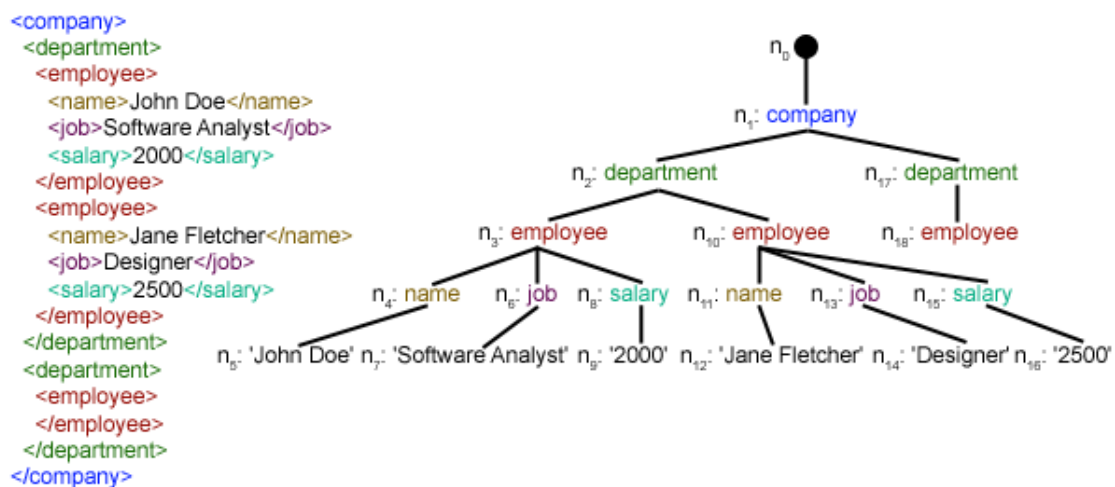 <company>
<department>
<employee>
<name>John Doe</name>
<job>Software Analyst</job>
<salary>2000</salary>
</employee>
<employee>
<name>Jane Fletcher</name>
<job>Designer</job>
<salary>2500</salary>
</employee>
</department>
<department>
<employee>
</employee>
</department>
</company>
n₀
n₁: company
n₂: department n₁₇: department
n₃: employee n₁₀: employee n₁₈: employee
n₄: name n₆: job n₈: salary n₁₁: name n₁₃: job n₁₅: salary
n₅: 'John Doe' n₇: 'Software Analyst' n₉: '2000' n₁₂: 'Jane Fletcher' n₁₄: 'Designer' n₁₆: '2500'